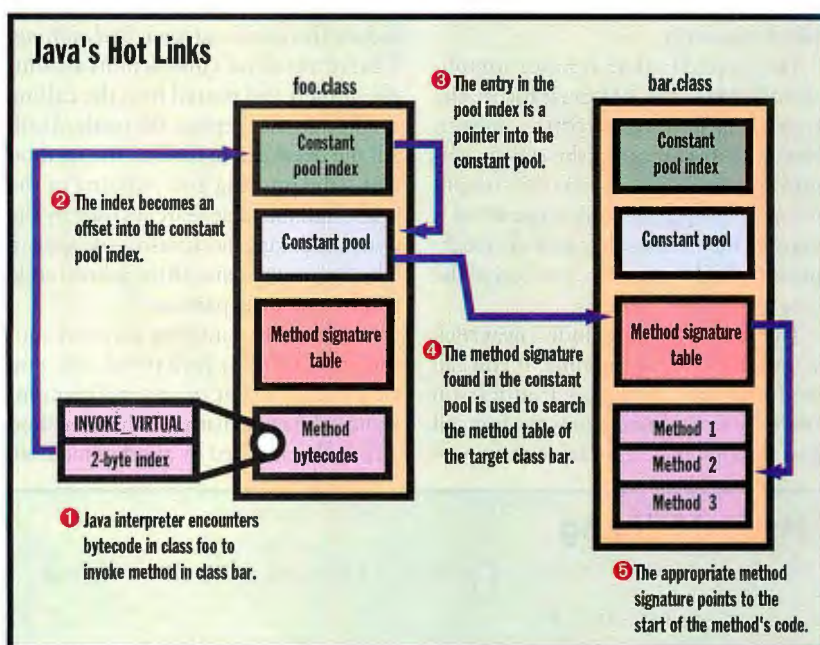 Java's Hot Links
foo.class
Constant
pool index
Constant pool
Method signature
table
Method
bytecodes
INVOKE_VIRTUAL
2-byte index
❶ Java interpreter encounters
bytecode in class foo to
invoke method in class bar.
❷ The index becomes an
offset into the constant
pool index.
❸ The entry in the
pool index is a
pointer into the
constant pool.
❹ The method signature
found in the constant
pool is used to search
the method table of
the target class bar.
bar.class
Constant
pool index
Constant pool
Method signature
table
Method 1
Method 2
Method 3
❺ The appropriate method
signature points to the
start of the method's code.